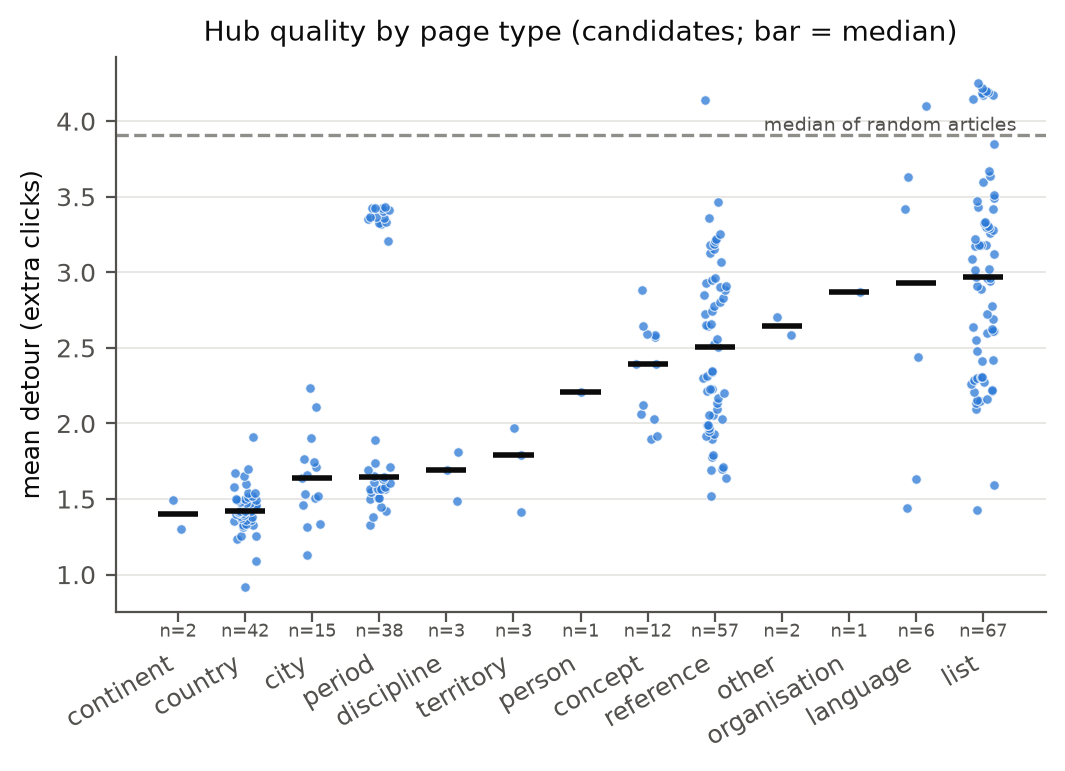 Hub quality by page type (candidates; bar = median)
mean detour (extra clicks)
4.0
3.5
3.0
2.5
2.0
1.5
1.0
median of random articles
n=2 n=42 n=15 n=38 n=3 n=3 n=1 n=12 n=57 n=2 n=1 n=6 n=67
continent country city period discipline territory person concept reference other organisation language list